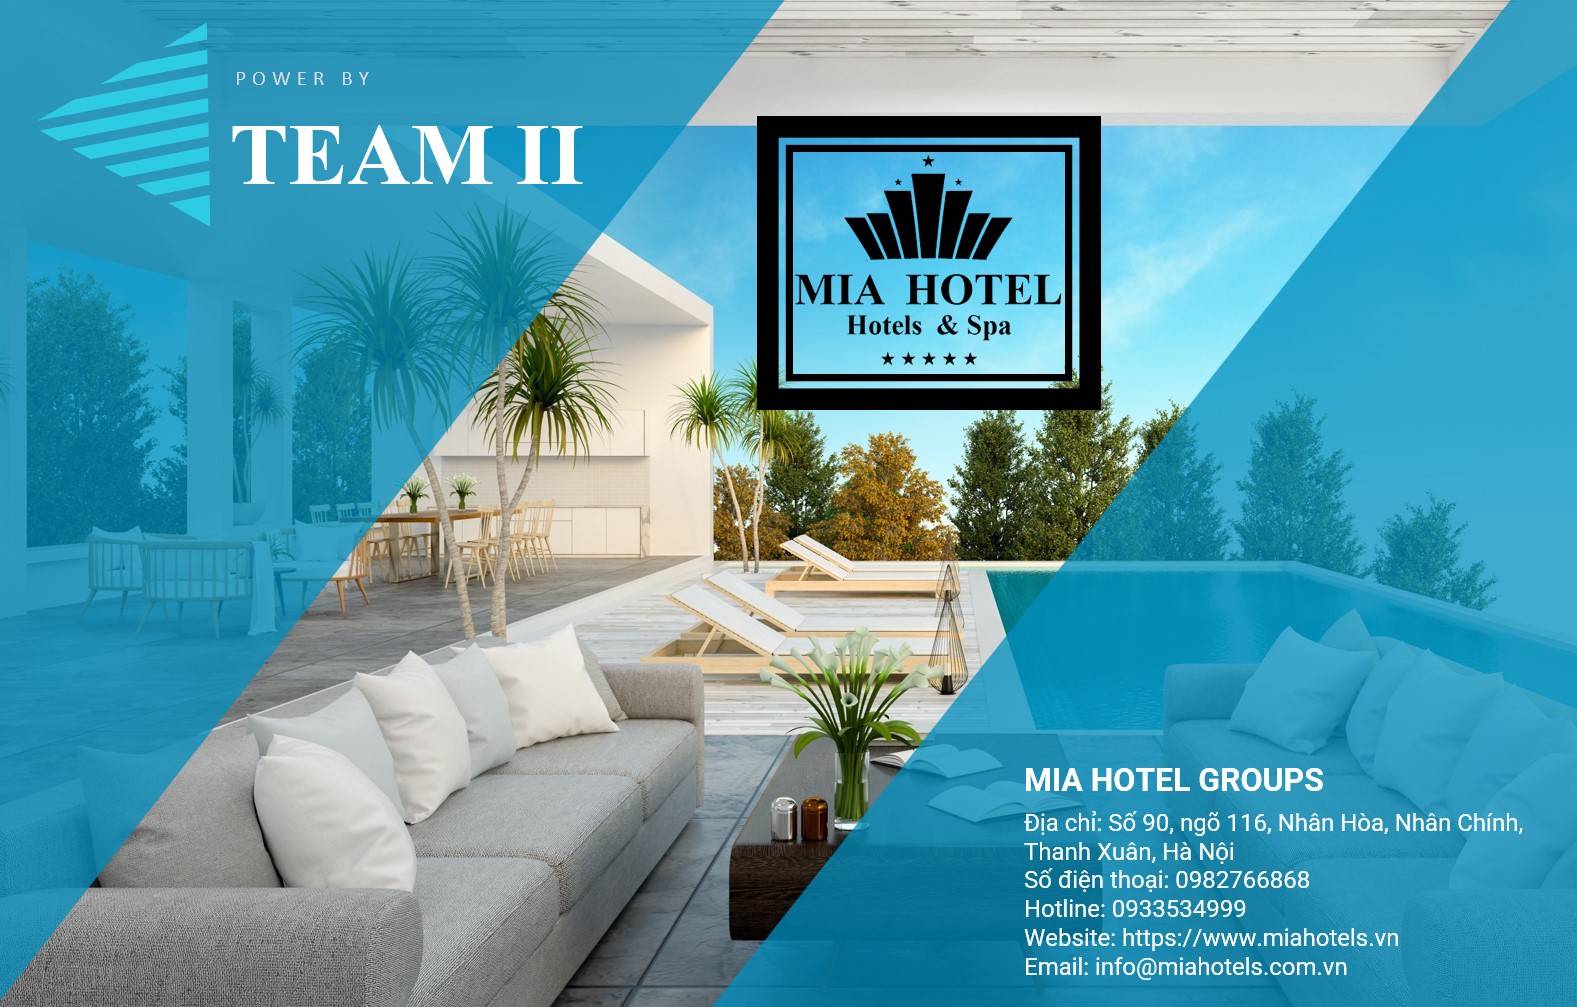 POWER BY
TEAM II
MIA HOTEL
Hotels & Spa
MIA HOTEL GROUPS
Địa chỉ: Số 90, ngõ 116, Nhân Hòa, Nhân Chính,
Thanh Xuân, Hà Nội
Số điện thoại: 0982766868
Hotline: 0933534999
Website: https://www.miahotels.vn
Email: info@miahotels.com.vn